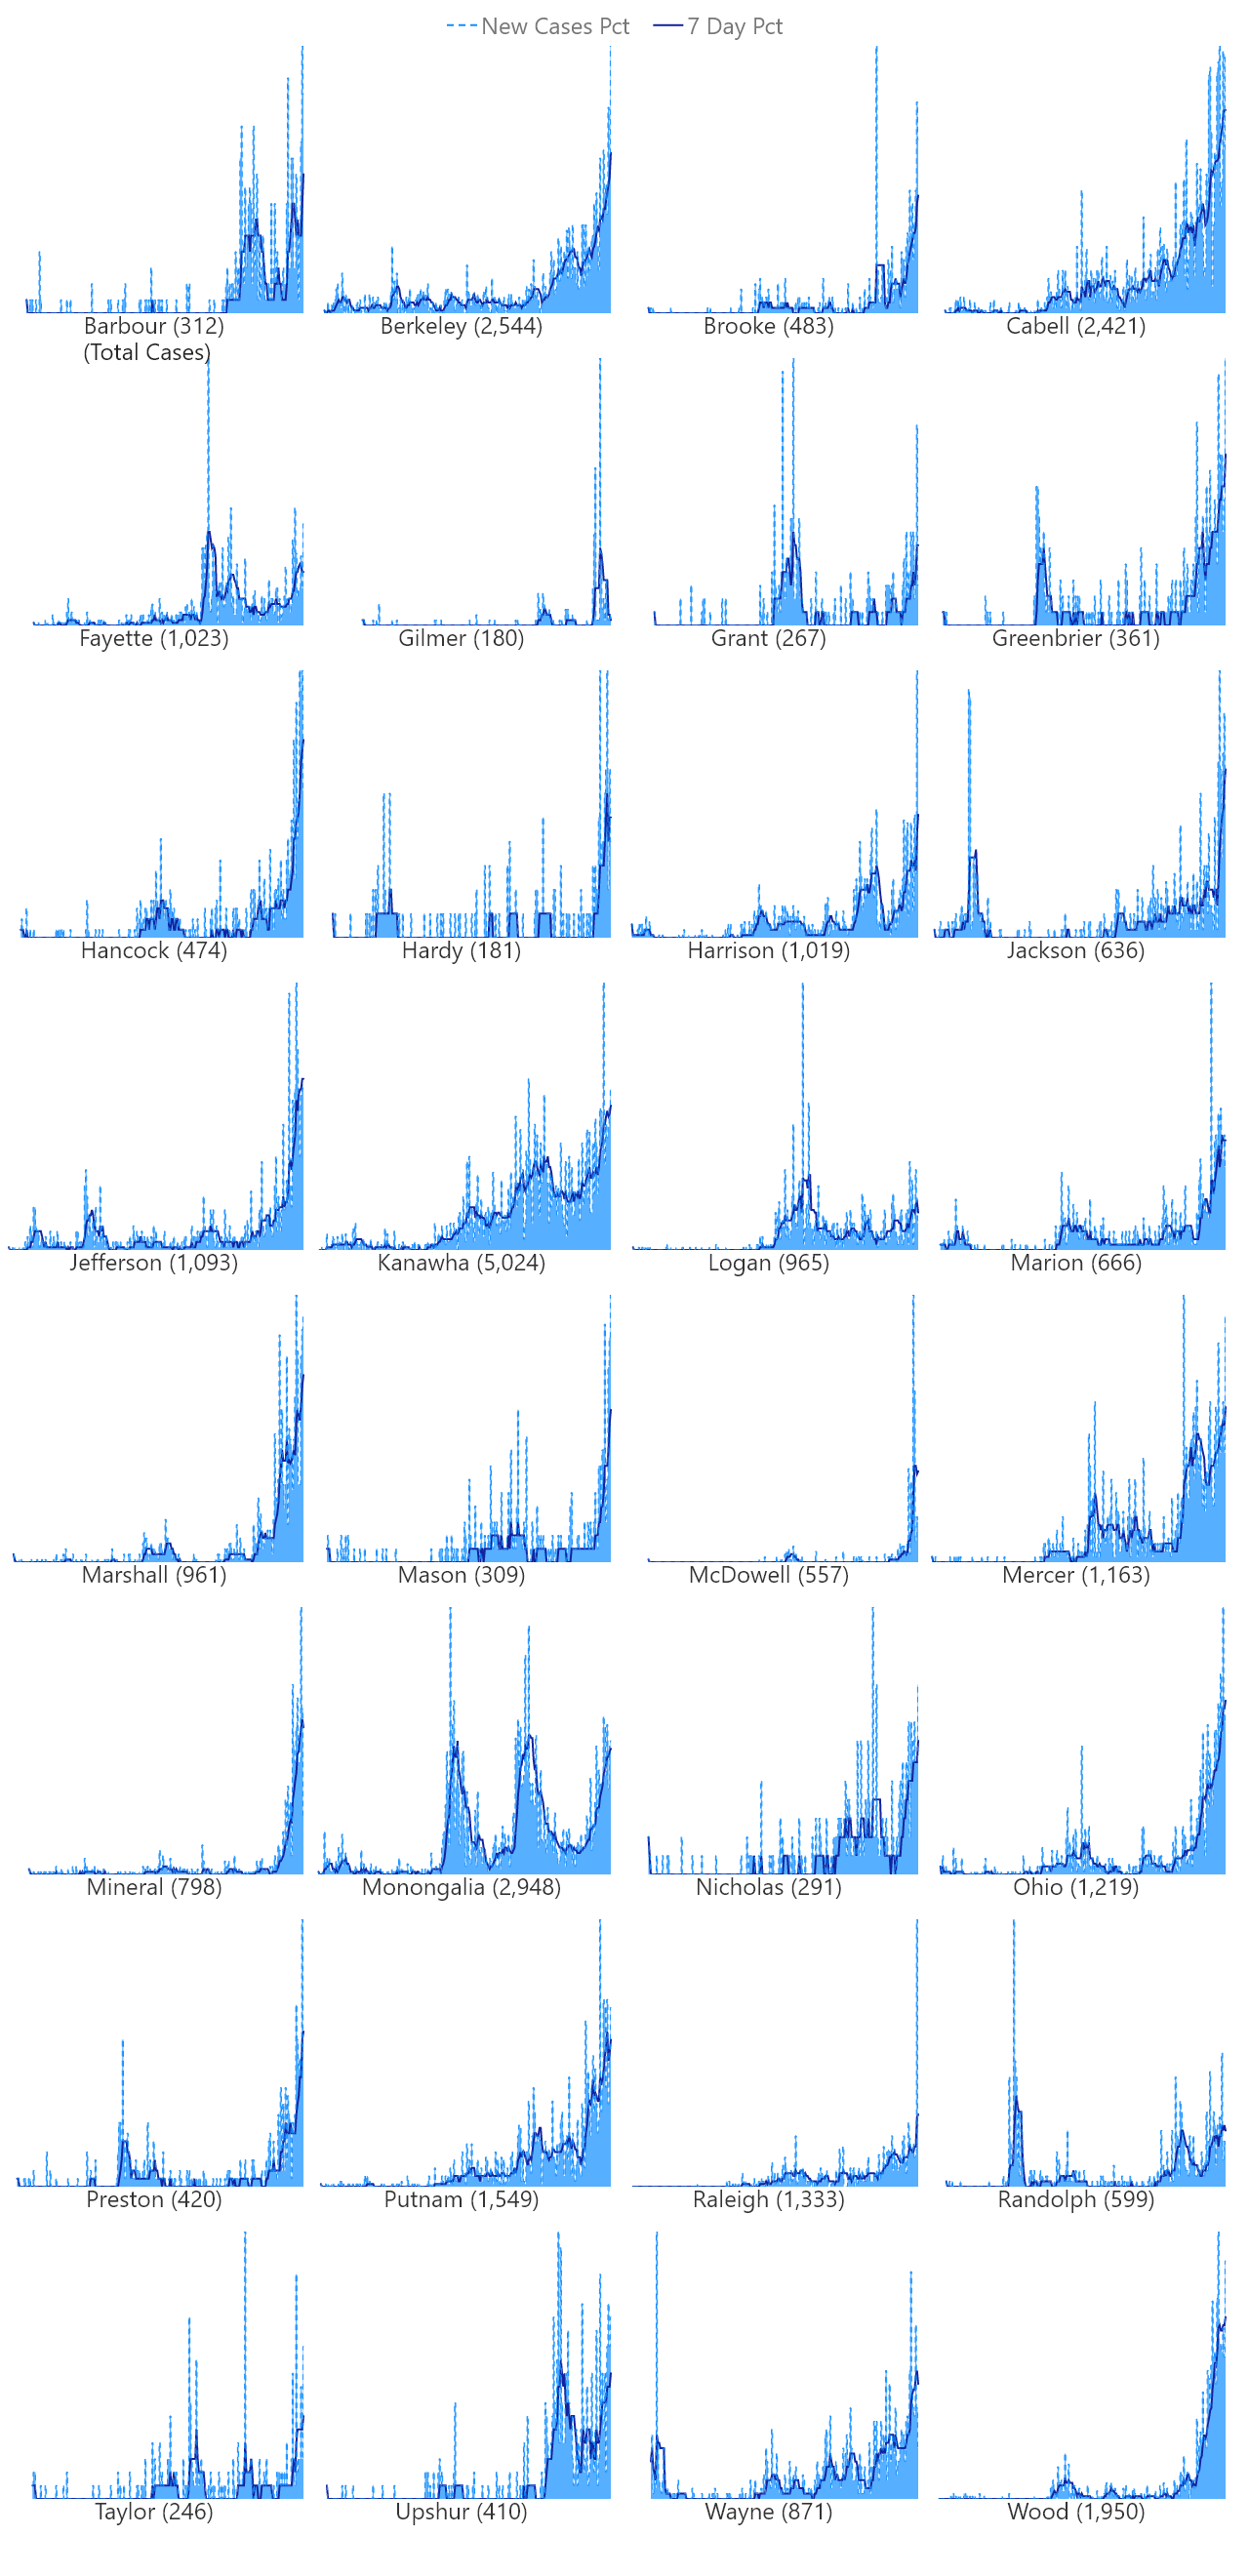 New Cases Pct 7 Day Pct
Barbour (312) Berkeley (2,544) Brooke (483) Cabell (2,421)
(Total Cases)
Fayette (1,023) Gilmer (180) Grant (267) Greenbrier (361)
Hancock (474) Hardy (181) Harrison (1,019) Jackson (636)
Jefferson (1,093) Kanawha (5,024) Logan (965) Marion (666)
Marshall (961) Mason (309) McDowell (557) Mercer (1,163)
Mineral (798) Monongalia (2,948) Nicholas (291) Ohio (1,219)
Preston (420) Putnam (1,549) Raleigh (1,333) Randolph (599)
Taylor (246) Upshur (410) Wayne (871) Wood (1,950)